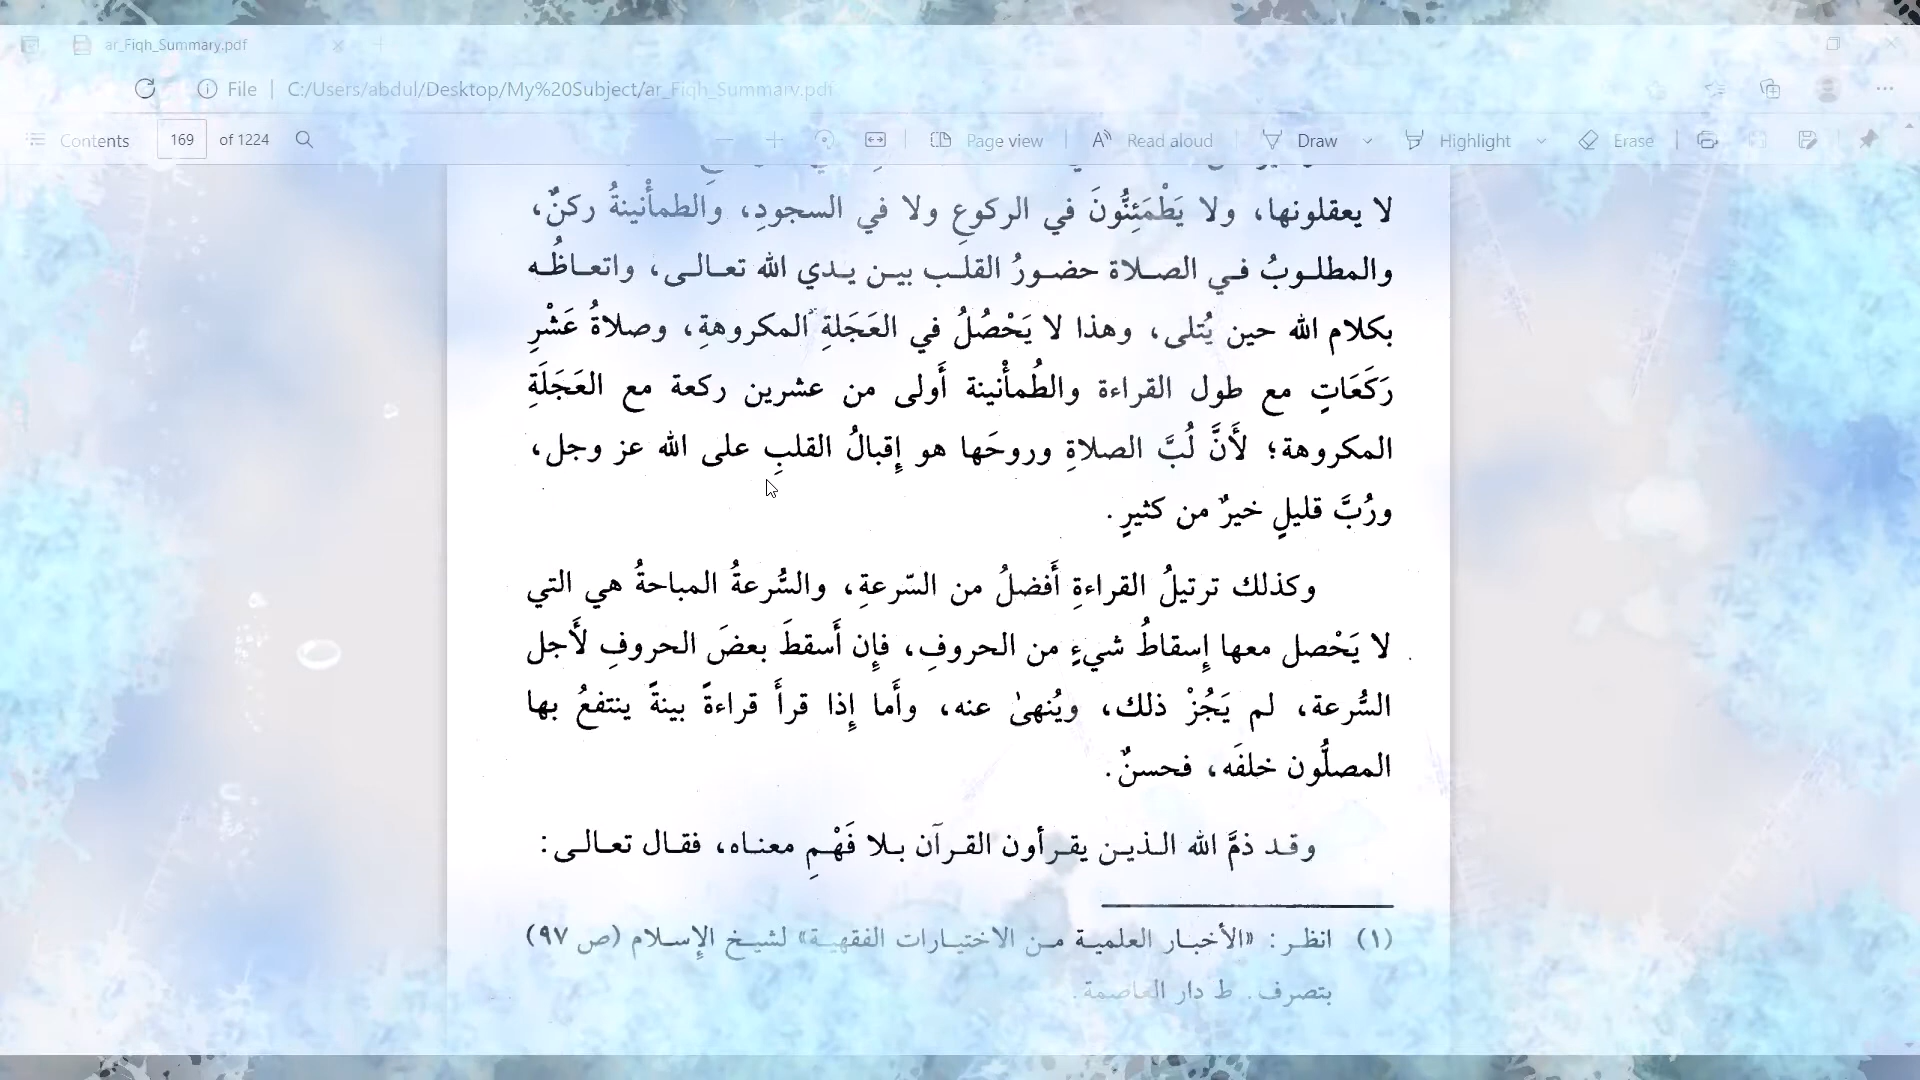 ar_Fiqh_Summary.pdf
File | C:/Users/abdul/Desktop/My%20Subject/ar_Fiqh_Summary.pdf
Contents 169 of 1224 Page view Read aloud Draw Highlight Erase
لا يعقلونها، ولا يَطْمَئِنُّونَ في الركوعِ ولا في السجودِ، والطمأْنينةُ ركنٌ،
والمطلوبُ في الصلاة حضورُ القلب بين يدي الله تعالى، واتعاظُه
بكلام الله حين يُتلى، وهذا لا يَحْصُلُ في العَجَلةِ المكروهةِ، وصلاةُ عَشْرِ
رَكَعَاتٍ مع طول القراءة والطُمأْنينة أَولى من عشرين ركعة مع العَجَلَةِ
المكروهة؛ لأَنَّ لُبَّ الصلاةِ وروحَها هو إِقبالُ القلبِ على الله عز وجل،
ورُبَّ قليلٍ خيرٌ من كثيرٍ.
وكذلك ترتيلُ القراءةِ أَفضلُ من السّرعةِ، والسُّرعةُ المباحةُ هي التي
لا يَحْصل معها إِسقاطُ شيءٍ من الحروفِ، فإِن أَسقطَ بعضَ الحروفِ لأَجل
السُّرعة، لم يَجُزْ ذلك، ويُنهىٰ عنه، وأَما إِذا قرأَ قراءةً بينةً ينتفعُ بها
المصلُّون خلفَه، فحسنٌ.
وقد ذمَّ الله الذين يقرأون القرآن بلا فَهْمِ معناه، فقال تعالى:
(١) انظر: «الأخبار العلمية من الاختيارات الفقهية» لشيخ الإِسلام (ص ٩٧)
بتصرف. ط دار العاصمة.